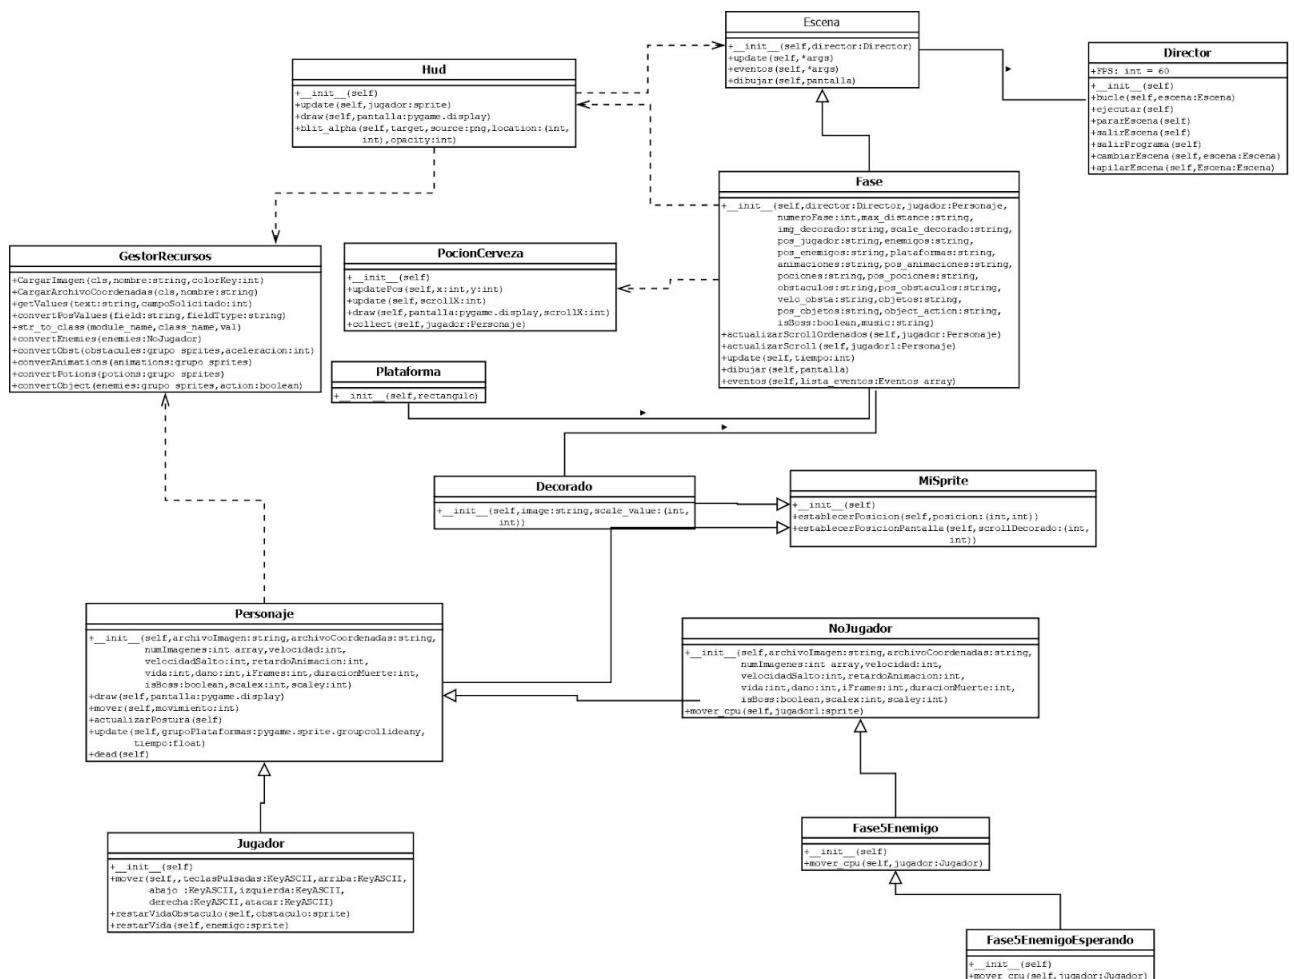 Escena
+__init__(self,director:Director)
+update(self,*args)
+eventos(self,*args)
+dibujar(self,pantalla)
Director
+FPS: int = 60
+__init__(self)
+bucle(self,escena:Escena)
+ejecutar(self)
+pararEscena(self)
+salirEscena(self)
+salirPrograma(self)
+cambiarEscena(self,escena:Escena)
+apilarEscena(self,Escena:Escena)
Hud
+__init__(self)
+update(self,jugador:sprite)
+draw(self,pantalla:pygame.display)
+blit_alpha(self,target,source:png,location:(int,
int),opacity:int)
Fase
+__init__(self,director:Director,jugador:Personaje,
numeroFase:int,max_distance:string,
img_decorado:string,scale_decorado:string,
pos_jugador:string,enemigos:string,
pos_enemigos:string,plataformas:string,
animaciones:string,pos_animaciones:string,
pociones:string,pos_pociones:string,
obstaculos:string,pos_obstaculos:string,
velo_obsta:string,objetos:string,
pos_objetos:string,object_action:string,
isBoss:boolean,music:string)
+actualizarScrollOrdenados(self,jugador:Personaje)
+actualizarScroll(self,jugador1:Personaje)
+update(self,tiempo:int)
+dibujar(self,pantalla)
+eventos(self,lista_eventos:Eventos array)
GestorRecursos
+CargarImagen(cls,nombre:string,colorKey:int)
+CargarArchivoCoordenadas(cls,nombre:string)
+getValues(text:string,campoSolicitado:int)
+convertPosValues(field:string,fieldTtype:string)
+str_to_class(module_name,class_name,val)
+convertEnemies(enemies:NoJugador)
+convertObst(obstacules:grupo sprites,aceleracion:int)
+converAnimations(animations:grupo sprites)
+convertPotions(potions:grupo sprites)
+convertObject(enemies:grupo sprites,action:boolean)
PocionCerveza
+__init__(self)
+updatePos(self,x:int,y:int)
+update(self,scrollX:int)
+draw(self,pantalla:pygame.display,scrollX:int)
+collect(self,jugador:Personaje)
Plataforma
+__init__(self,rectangulo)
Decorado
+__init__(self,image:string,scale_value:(int,
int))
MiSprite
+__init__(self)
+establecerPosicion(self,posicion:(int,int))
+establecerPosicionPantalla(self,scrollDecorado:(int,
int))
Personaje
+__init__(self,archivoImagen:string,archivoCoordenadas:string,
numImagenes:int array,velocidad:int,
velocidadSalto:int,retardoAnimacion:int,
vida:int,dano:int,iFrames:int,duracionMuerte:int,
isBoss:boolean,scalex:int,scaley:int)
+draw(self,pantalla:pygame.display)
+mover(self,movimiento:int)
+actualizarPostura(self)
+update(self,grupoPlataformas:pygame.sprite.groupcollideany,
tiempo:float)
+dead(self)
NoJugador
+__init__(self,archivoImagen:string,archivoCoordenadas:string,
numImagenes:int array,velocidad:int,
velocidadSalto:int,retardoAnimacion:int,
vida:int,dano:int,iFrames:int,duracionMuerte:int,
isBoss:boolean,scalex:int,scaley:int)
+mover_cpu(self,jugador1:sprite)
Jugador
+__init__(self)
+mover(self,,teclasPulsadas:KeyASCII,arriba:KeyASCII,
abajo :KeyASCII,izquierda:KeyASCII,
derecha:KeyASCII,atacar:KeyASCII)
+restarVidaObstaculo(self,obstaculo:sprite)
+restarVida(self,enemigo:sprite)
Fase5Enemigo
+__init__(self)
+mover_cpu(self,jugador:Jugador)
Fase5EnemigoEsperando
+__init__(self)
+mover_cpu(self,jugador:Jugador)